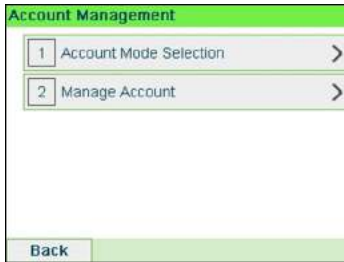 Account Management
1 Account Mode Selection
2 Manage Account
Back